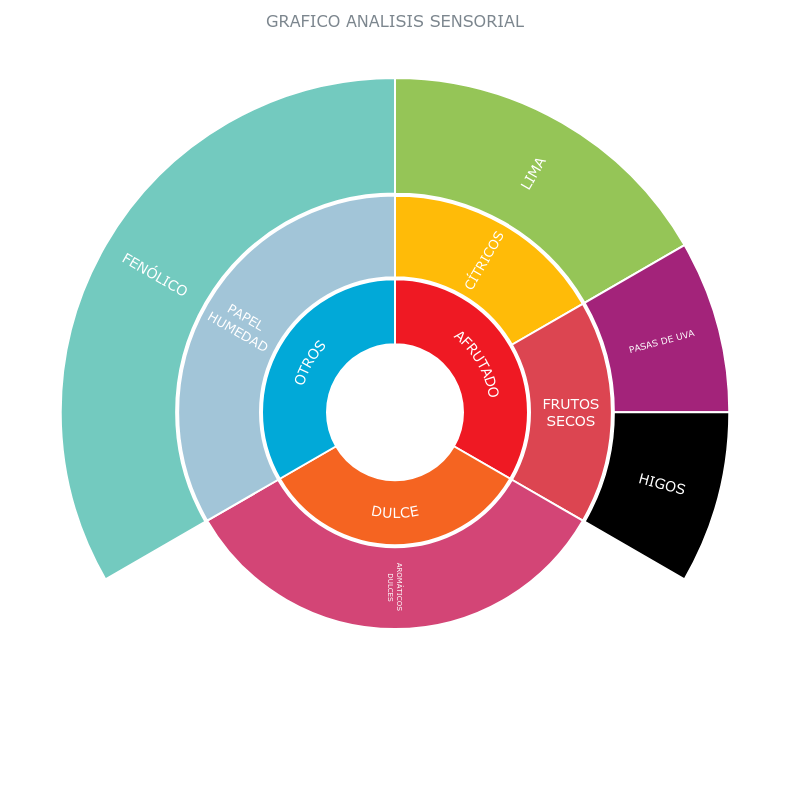 GRAFICO ANALISIS SENSORIAL
LIMA
CÍTRICOS
FENÓLICO
PAPEL
HUMEDAD
OTROS
AFRUTADO
PASAS DE UVA
FRUTOS
SECOS
HIGOS
DULCE
AROMÁTICOS
DULCES